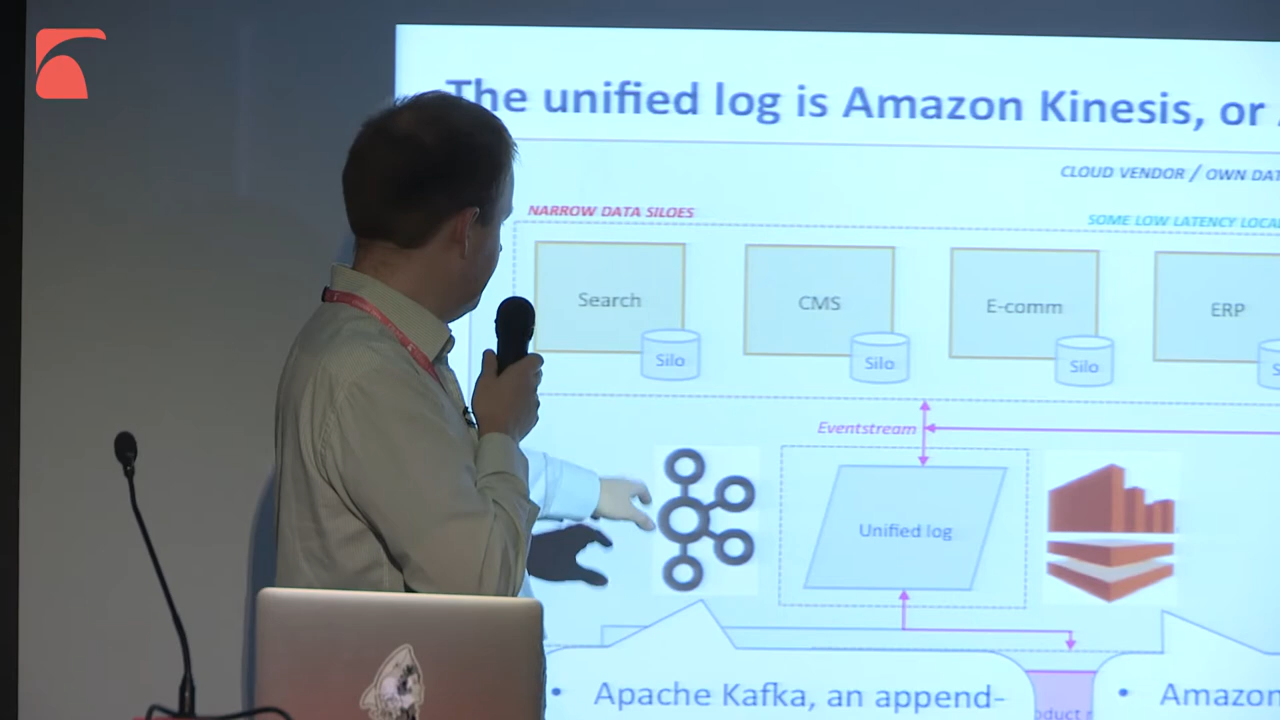 The unified log is Amazon Kinesis, or
CLOUD VENDOR / OWN DAT
NARROW DATA SILOES
SOME LOW LATENCY LOCA
Search
CMS
E-comm
ERP
Silo
Silo
Silo
S
Eventstream
Unified log
• Apache Kafka, an append-
• Amazon
oduct